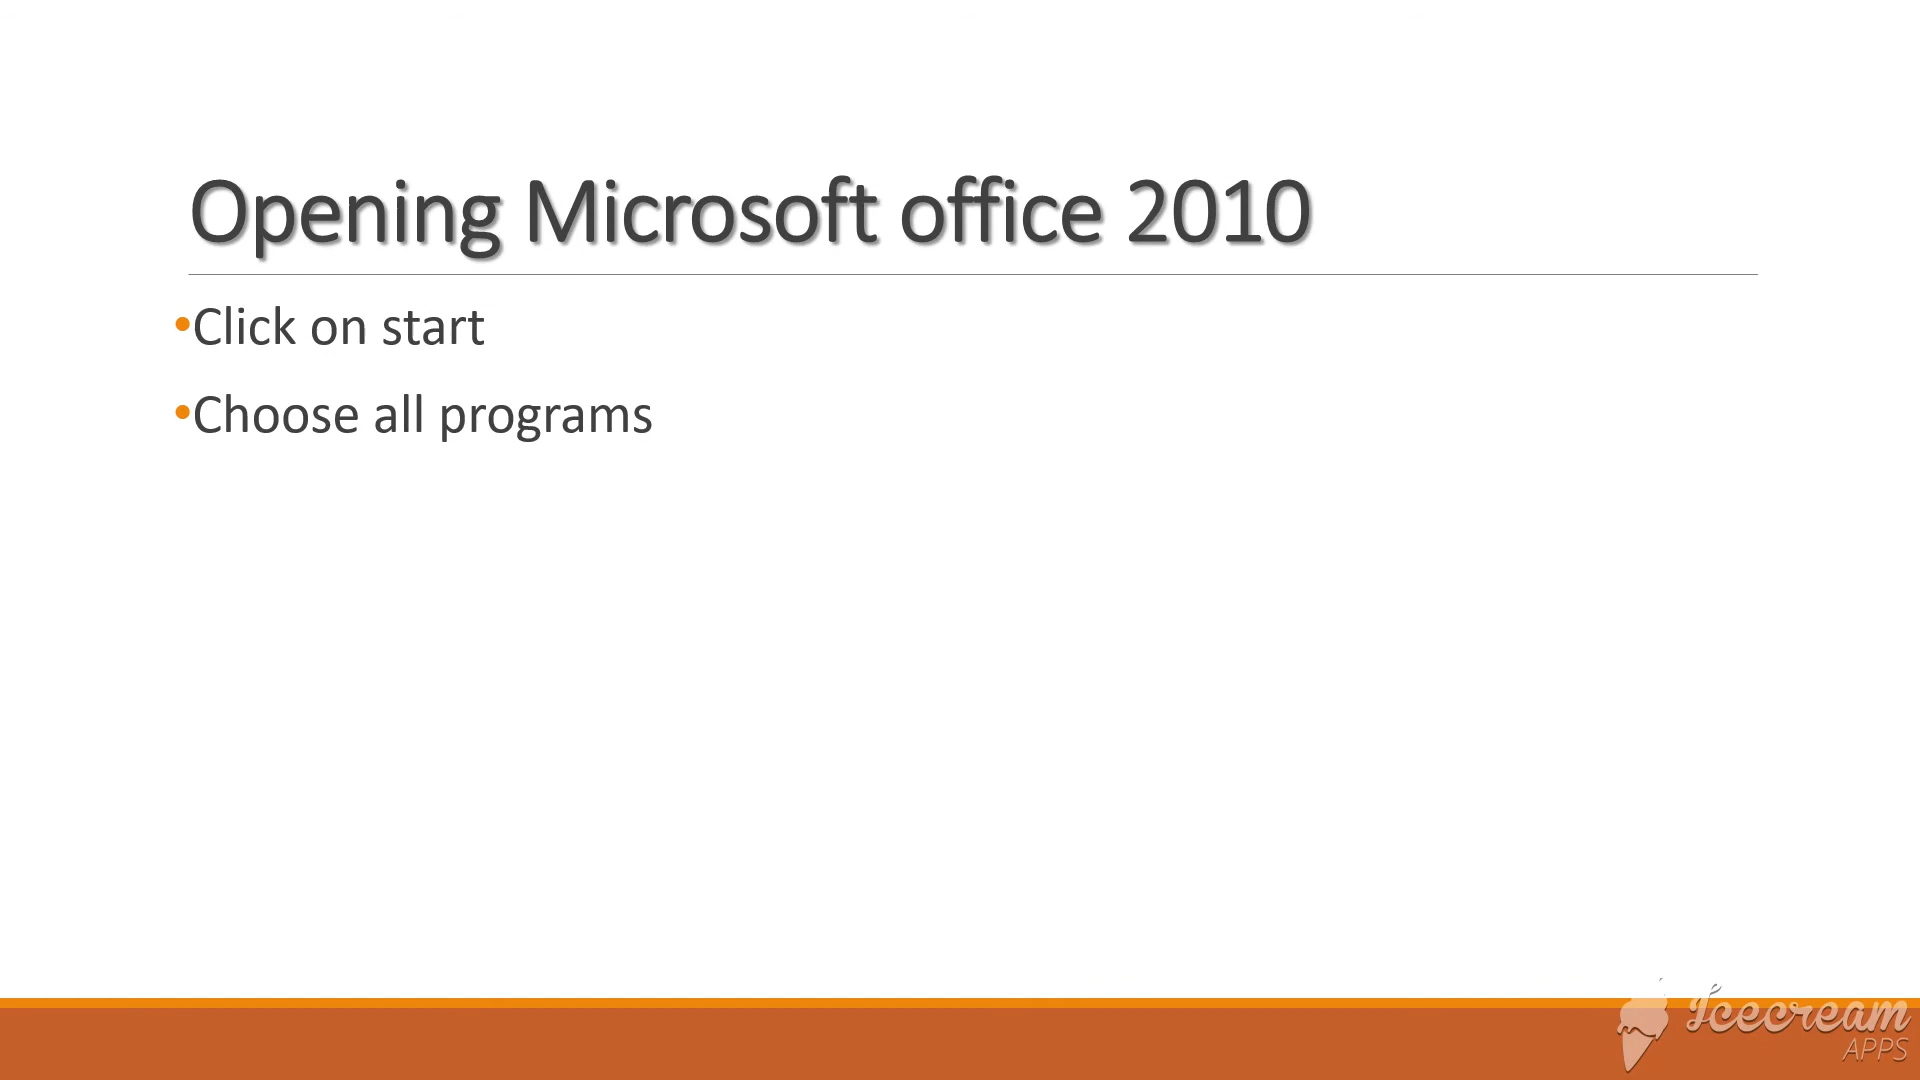 Opening Microsoft office 2010
•Click on start
•Choose all programs
Icecream
APPS